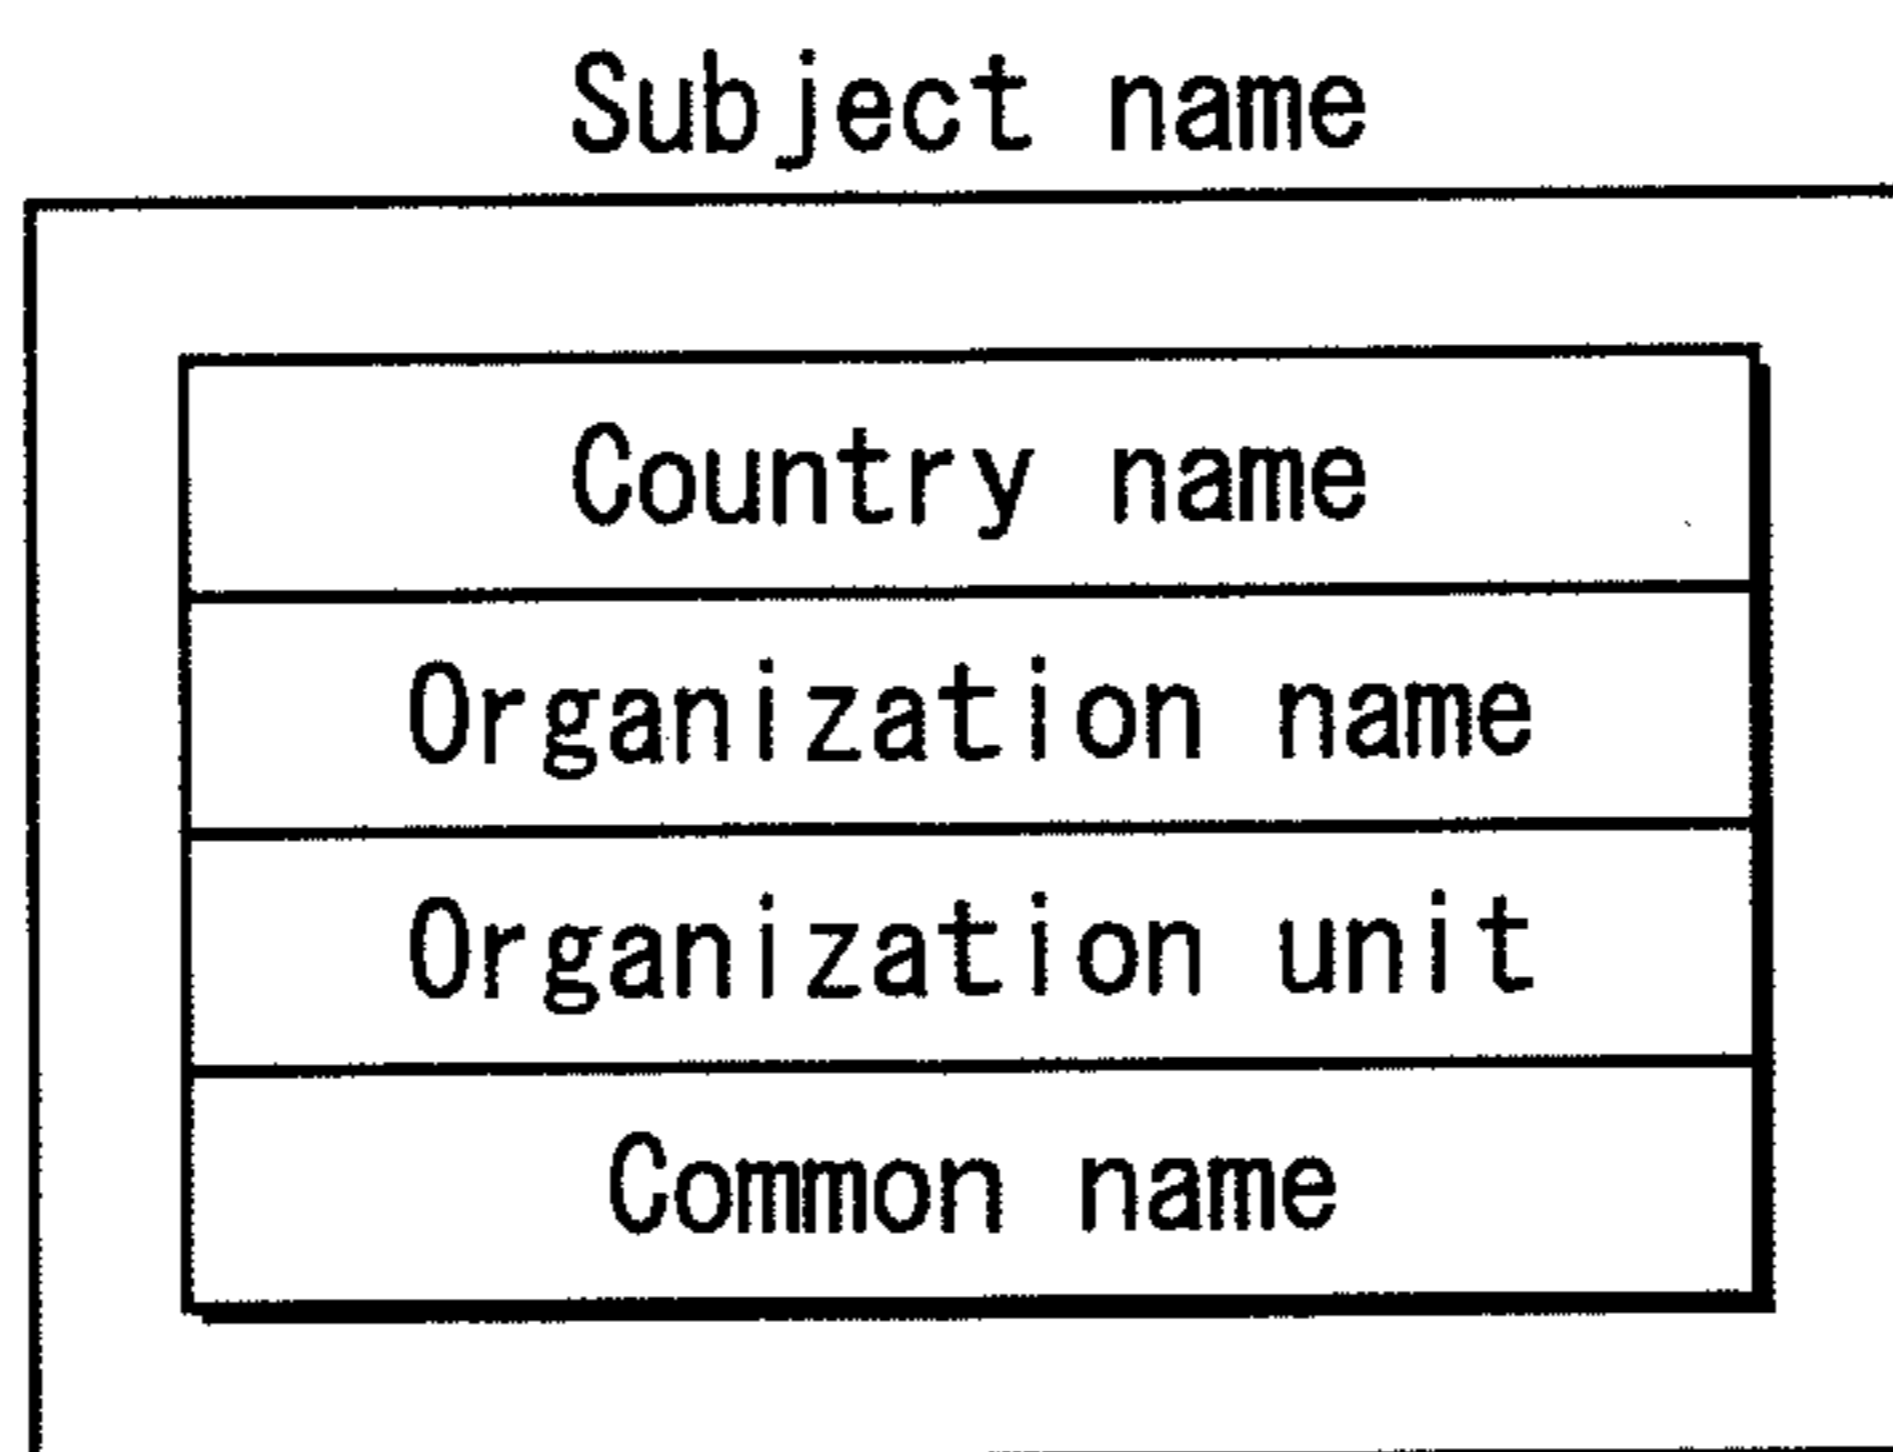 Subject name
Country name
Organization name
Organization unit
Common name